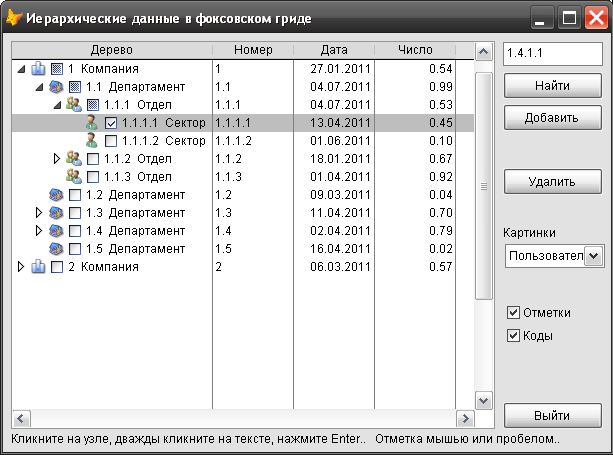 Иерархические данные в фоксовском гриде
Дерево Номер Дата Число
1 Компания 1 27.01.2011 0.54
1.1 Департамент 1.1 04.07.2011 0.99
1.1.1 Отдел 1.1.1 04.07.2011 0.53
1.1.1.1 Сектор 1.1.1.1 13.04.2011 0.45
1.1.1.2 Сектор 1.1.1.2 01.06.2011 0.10
1.1.2 Отдел 1.1.2 18.01.2011 0.67
1.1.3 Отдел 1.1.3 01.04.2011 0.92
1.2 Департамент 1.2 09.03.2011 0.04
1.3 Департамент 1.3 11.04.2011 0.70
1.4 Департамент 1.4 02.04.2011 0.79
1.5 Департамент 1.5 16.04.2011 0.02
2 Компания 2 06.03.2011 0.57
1.4.1.1
Найти
Добавить
Удалить
Картинки
Пользовател
Отметки
Коды
Выйти
Кликните на узле, дважды кликните на тексте, нажмите Enter.. Отметка мышью или пробелом..